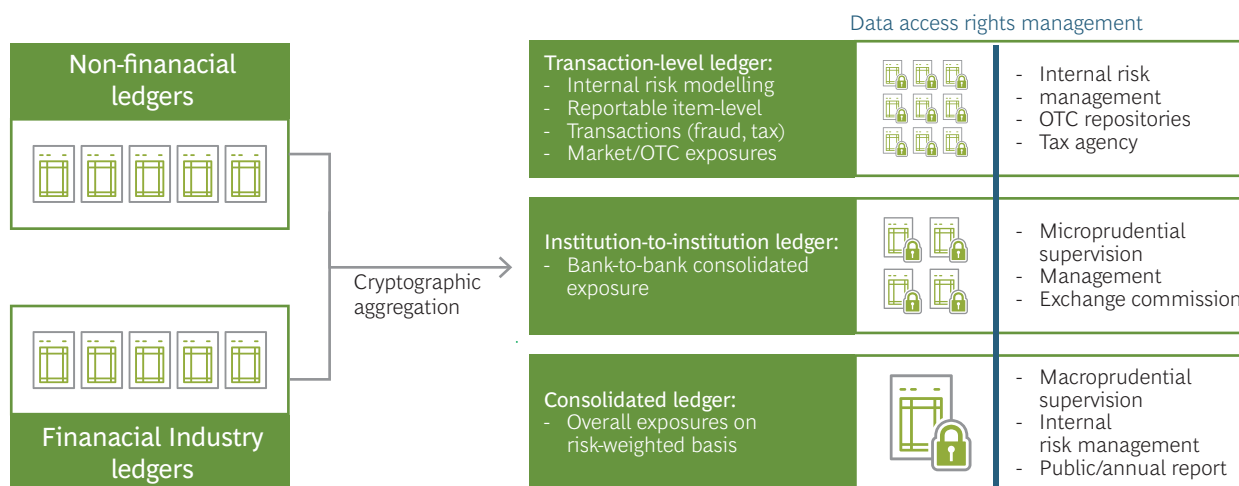 Data access rights management
Non-finanacial
ledgers
Finanacial Industry
ledgers
Cryptographic
aggregation
Transaction-level ledger:
- Internal risk modelling
- Reportable item-level
- Transactions (fraud, tax)
- Market/OTC exposures
- Internal risk
- management
- OTC repositories
- Tax agency
Institution-to-institution ledger:
- Bank-to-bank consolidated
exposure
- Microprudential
supervision
- Management
- Exchange commission
Consolidated ledger:
- Overall exposures on
risk-weighted basis
- Macroprudential
supervision
- Internal
risk management
- Public/annual report